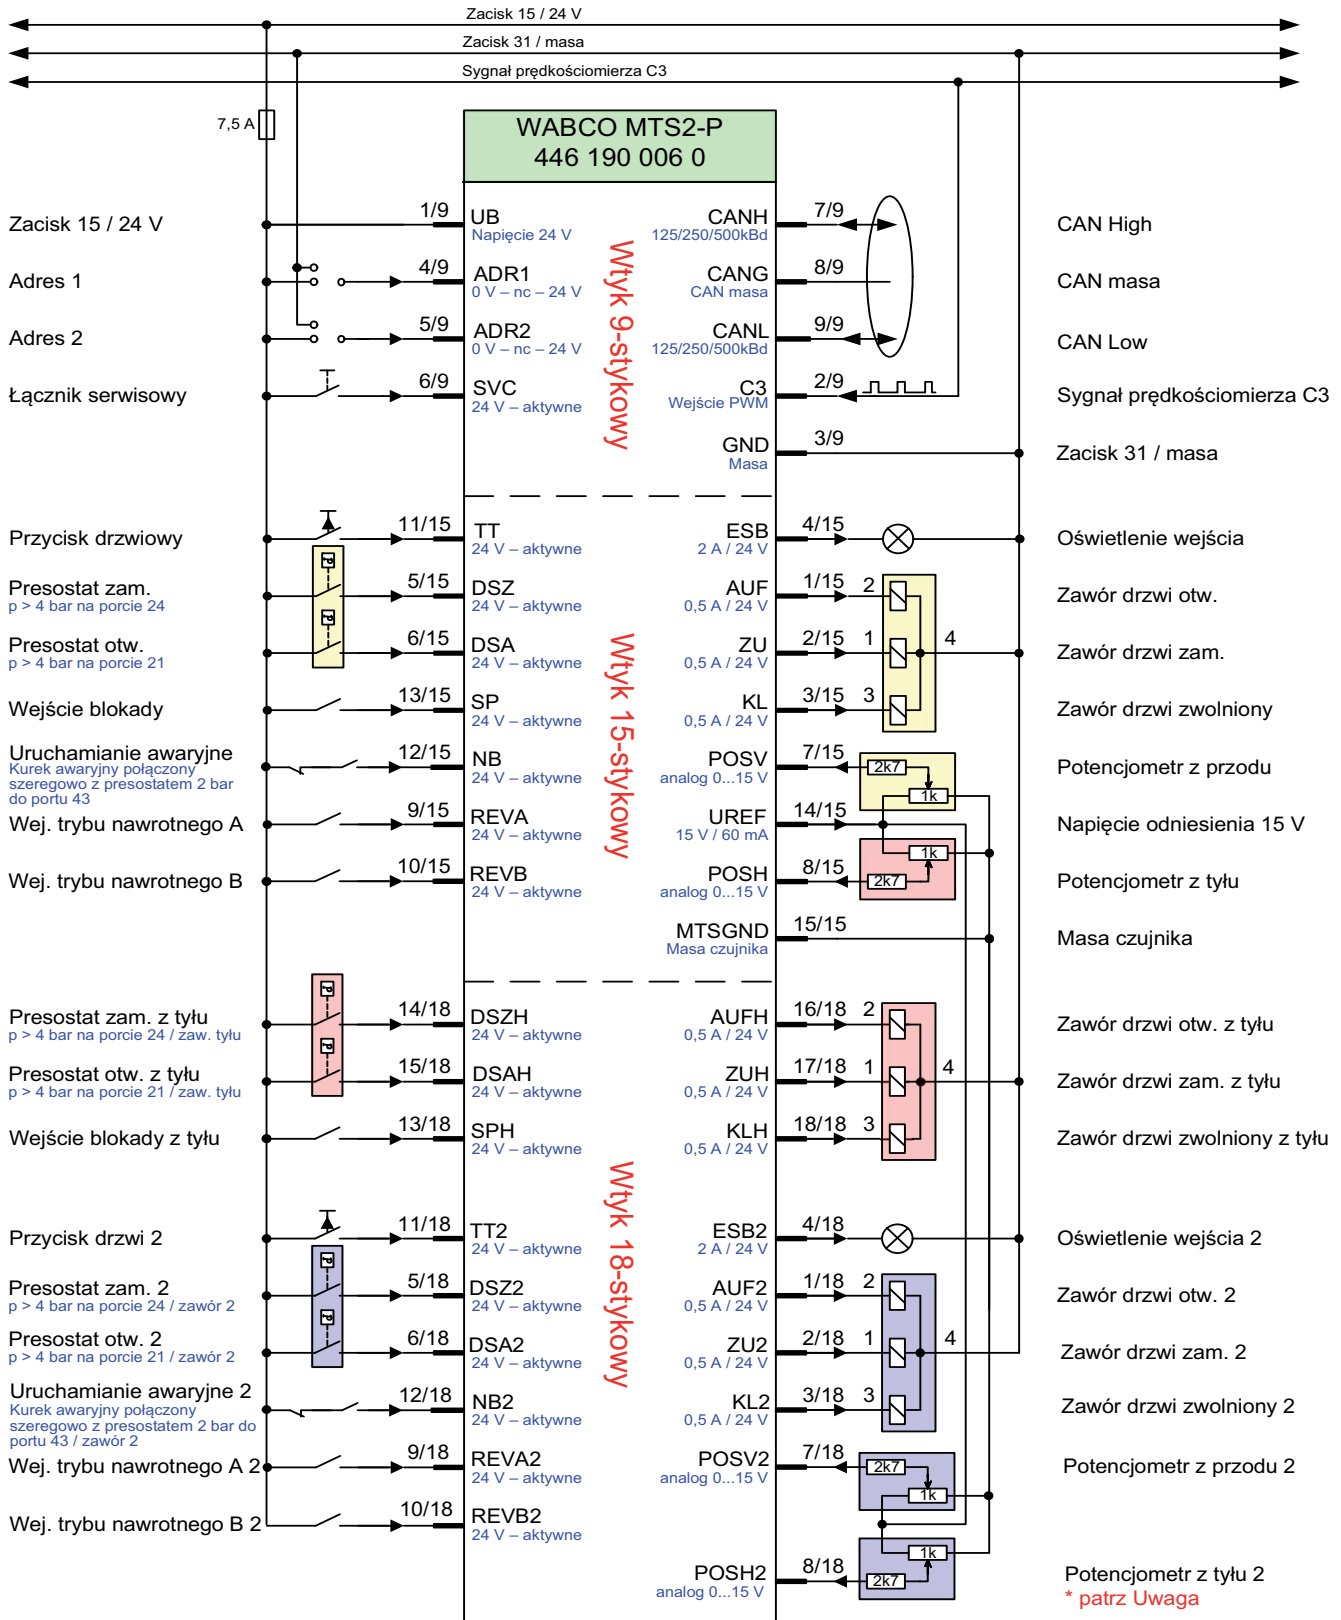 Zacisk 15 / 24 V
Zacisk 31 / masa
Sygnał prędkościomierza C3
7,5 A
WABCO MTS2-P
446 190 006 0
Zacisk 15 / 24 V
1/9
UB
Napięcie 24 V
CANH
125/250/500kBd
7/9
CAN High
Adres 1
4/9
ADR1
0 V – nc – 24 V
CANG
CAN masa
8/9
CAN masa
Adres 2
5/9
ADR2
0 V – nc – 24 V
CANL
125/250/500kBd
9/9
CAN Low
Łącznik serwisowy
6/9
SVC
24 V – aktywne
C3
Wejście PWM
2/9
Sygnał prędkościomierza C3
GND
Masa
3/9
Zacisk 31 / masa
Wtyk 9-stykowy
Przycisk drzwiowy
11/15
TT
24 V – aktywne
ESB
2 A / 24 V
4/15
Oświetlenie wejścia
Presostat zam.
p > 4 bar na porcie 24
P
5/15
DSZ
24 V – aktywne
AUF
0,5 A / 24 V
1/15
2
Zawór drzwi otw.
Presostat otw.
p > 4 bar na porcie 21
P
6/15
DSA
24 V – aktywne
ZU
0,5 A / 24 V
2/15
1
4
Zawór drzwi zam.
Wejście blokady
13/15
SP
24 V – aktywne
KL
0,5 A / 24 V
3/15
3
Zawór drzwi zwolniony
Uruchamianie awaryjne
Kurek awaryjny połączony
szeregowo z presostatem 2 bar
do portu 43
12/15
NB
24 V – aktywne
POSV
analog 0...15 V
7/15
2k7
1k
Potencjometr z przodu
Wej. trybu nawrotnego A
9/15
REVA
24 V – aktywne
UREF
15 V / 60 mA
14/15
Napięcie odniesienia 15 V
Wej. trybu nawrotnego B
10/15
REVB
24 V – aktywne
POSH
analog 0...15 V
8/15
1k
2k7
Potencjometr z tyłu
MTSGND
Masa czujnika
15/15
Masa czujnika
Wtyk 15-stykowy
Presostat zam. z tyłu
p > 4 bar na porcie 24 / zaw. tyłu
P
14/18
DSZH
24 V – aktywne
AUFH
0,5 A / 24 V
16/18
2
Zawór drzwi otw. z tyłu
Presostat otw. z tyłu
p > 4 bar na porcie 21 / zaw. tyłu
P
15/18
DSAH
24 V – aktywne
ZUH
0,5 A / 24 V
17/18
1
4
Zawór drzwi zam. z tyłu
Wejście blokady z tyłu
13/18
SPH
24 V – aktywne
KLH
0,5 A / 24 V
18/18
3
Zawór drzwi zwolniony z tyłu
Przycisk drzwi 2
11/18
TT2
24 V – aktywne
ESB2
2 A / 24 V
4/18
Oświetlenie wejścia 2
Presostat zam. 2
p > 4 bar na porcie 24 / zawór 2
P
5/18
DSZ2
24 V – aktywne
AUF2
0,5 A / 24 V
1/18
2
Zawór drzwi otw. 2
Presostat otw. 2
p > 4 bar na porcie 21 / zawór 2
P
6/18
DSA2
24 V – aktywne
ZU2
0,5 A / 24 V
2/18
1
4
Zawór drzwi zam. 2
Uruchamianie awaryjne 2
Kurek awaryjny połączony
szeregowo z presostatem 2 bar do
portu 43 / zawór 2
12/18
NB2
24 V – aktywne
KL2
0,5 A / 24 V
3/18
3
Zawór drzwi zwolniony 2
Wej. trybu nawrotnego A 2
9/18
REVA2
24 V – aktywne
POSV2
analog 0...15 V
7/18
2k7
1k
Potencjometr z przodu 2
Wej. trybu nawrotnego B 2
10/18
REVB2
24 V – aktywne
POSH2
analog 0...15 V
8/18
1k
2k7
Potencjometr z tyłu 2
* patrz Uwaga
Wtyk 18-stykowy